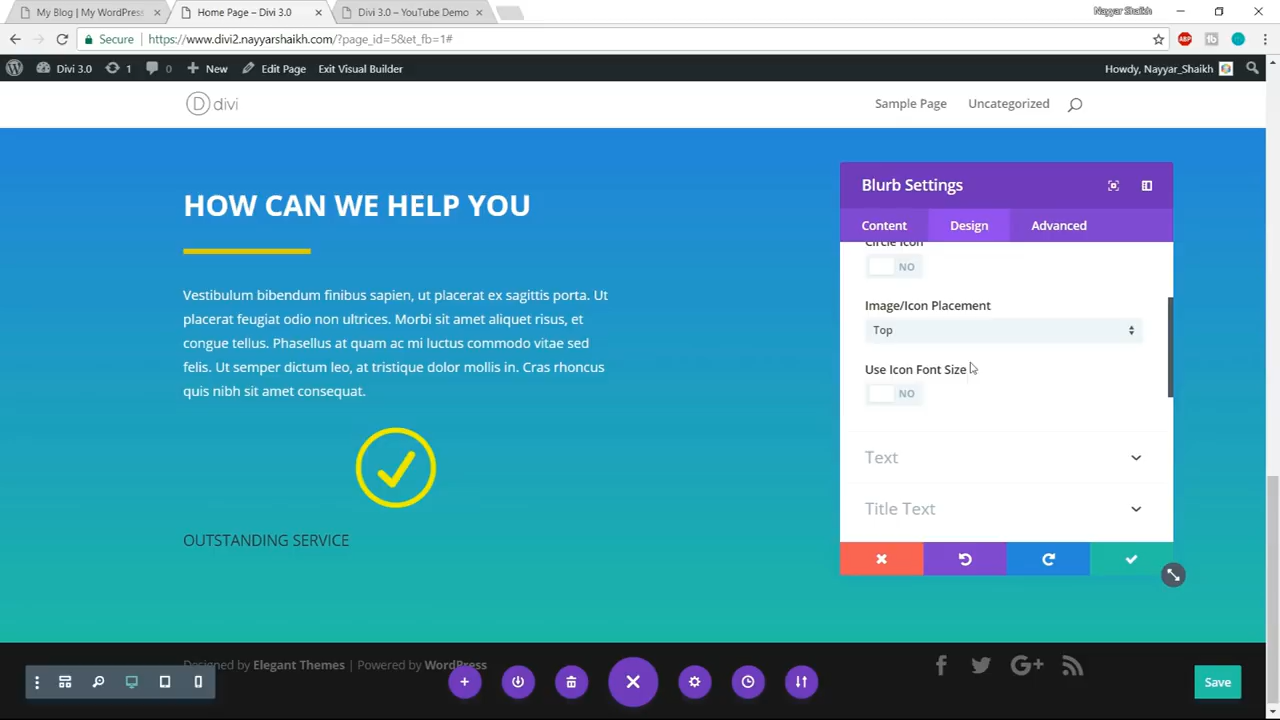 My Blog | My WordPress
Home Page – Divi 3.0
Divi 3.0 – YouTube Demo
Nayyar Shaikh
Secure
https://www.divi2.nayyarshaikh.com/?page_id=5&et_fb=1#
ABP
fb
Divi 3.0
1
0
New
Edit Page
Exit Visual Builder
Howdy, Nayyar_Shaikh
D divi
Sample Page
Uncategorized
HOW CAN WE HELP YOU
Vestibulum bibendum finibus sapien, ut placerat ex sagittis porta. Ut
placerat feugiat odio non ultrices. Morbi sit amet aliquet risus, et
congue tellus. Phasellus at quam ac mi luctus commodo vitae sed
felis. Ut semper dictum leo, at tristique dolor mollis in. Cras rhoncus
quis nibh sit amet consequat.
OUTSTANDING SERVICE
Blurb Settings
Content
Design
Advanced
Circle Icon
NO
Image/Icon Placement
Top
Use Icon Font Size
NO
Text
Title Text
Designed by Elegant Themes | Powered by WordPress
Save